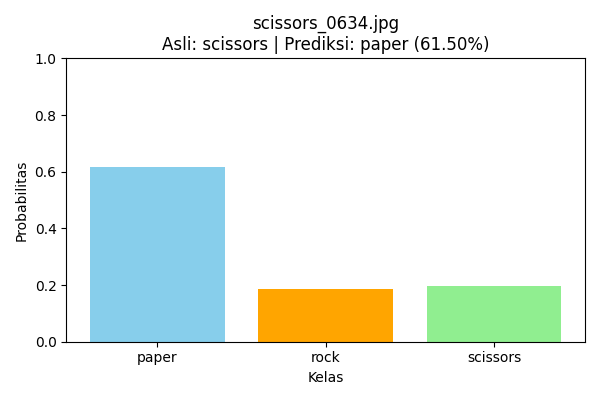 scissors_0634.jpg
Asli: scissors | Prediksi: paper (61.50%)
1.0
0.8
0.6
0.4
0.2
0.0
Probabilitas
paper rock scissors
Kelas